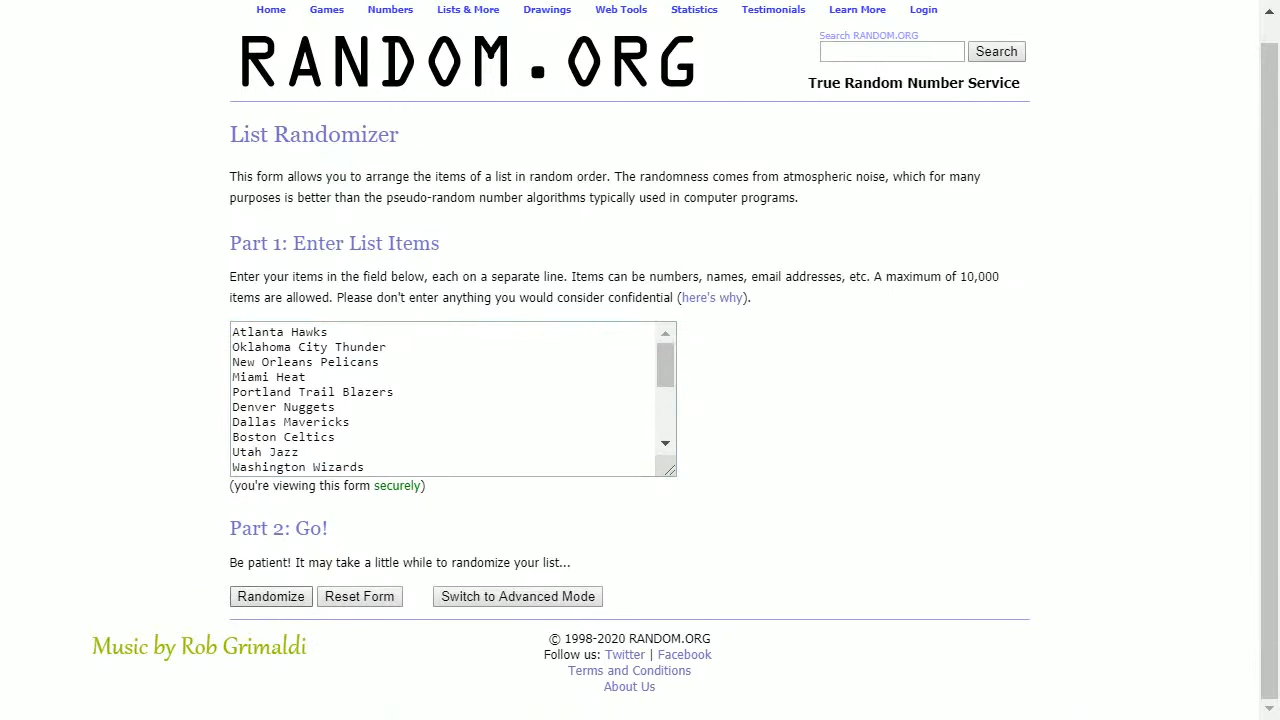 Home Games Numbers Lists & More Drawings Web Tools Statistics Testimonials Learn More Login
RANDOM.ORG
Search RANDOM.ORG
Search
True Random Number Service
List Randomizer
This form allows you to arrange the items of a list in random order. The randomness comes from atmospheric noise, which for many
purposes is better than the pseudo-random number algorithms typically used in computer programs.
Part 1: Enter List Items
Enter your items in the field below, each on a separate line. Items can be numbers, names, email addresses, etc. A maximum of 10,000
items are allowed. Please don't enter anything you would consider confidential (here's why).
Atlanta Hawks
Oklahoma City Thunder
New Orleans Pelicans
Miami Heat
Portland Trail Blazers
Denver Nuggets
Dallas Mavericks
Boston Celtics
Utah Jazz
Washington Wizards
(you're viewing this form securely)
Part 2: Go!
Be patient! It may take a little while to randomize your list...
Randomize Reset Form Switch to Advanced Mode
Music by Rob Grimaldi
© 1998-2020 RANDOM.ORG
Follow us: Twitter | Facebook
Terms and Conditions
About Us